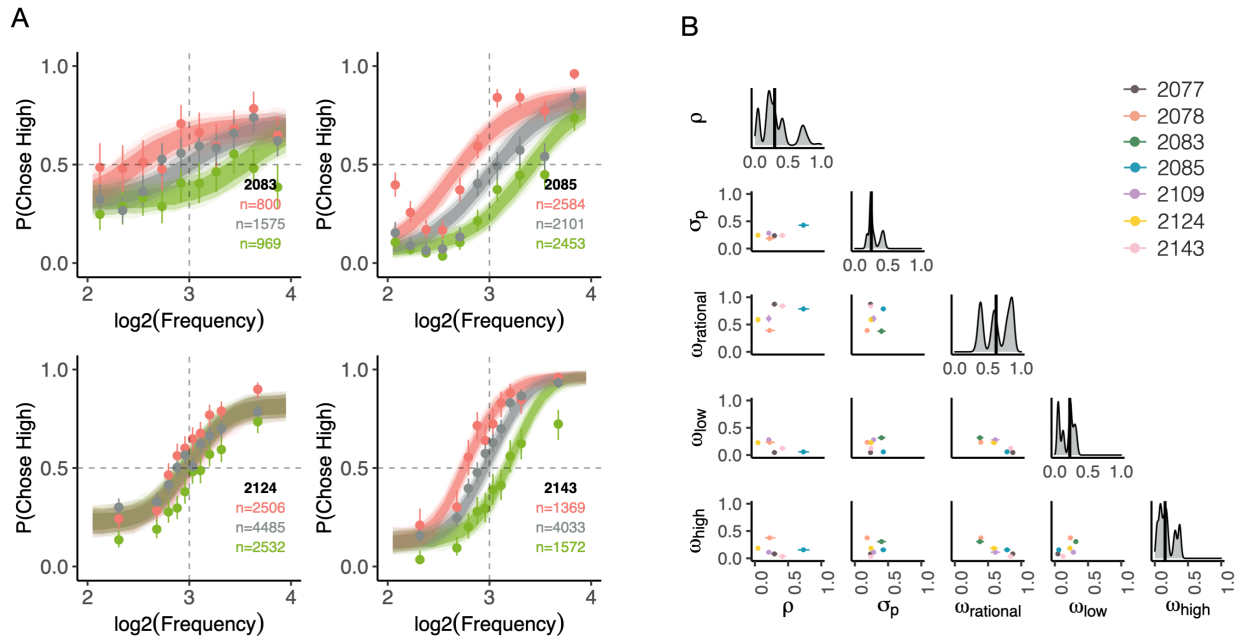 A
B
1.0
0.5
0.0
P(Chose High)
2083
n=800
n=1575
n=969
2
3
4
log2(Frequency)
1.0
0.5
0.0
P(Chose High)
2085
n=2584
n=2101
n=2453
2
3
4
log2(Frequency)
1.0
0.5
0.0
P(Chose High)
2124
n=2506
n=4485
n=2532
2
3
4
log2(Frequency)
1.0
0.5
0.0
P(Chose High)
2143
n=1369
n=4033
n=1572
2
3
4
log2(Frequency)
2077
2078
2083
2085
2109
2124
2143
ρ
0.0 0.5 1.0
σp
1.0
0.5
0.0
0.0 0.5 1.0
ωrational
1.0
0.5
0.0
0.0 0.5 1.0
ωlow
1.0
0.5
0.0
0.0 0.5 1.0
ωhigh
1.0
0.5
0.0
0.0 0.5 1.0 0.0 0.5 1.0 0.0 0.5 1.0 0.0 0.5 1.0 0.0 0.5 1.0
ρ σp ωrational ωlow ωhigh